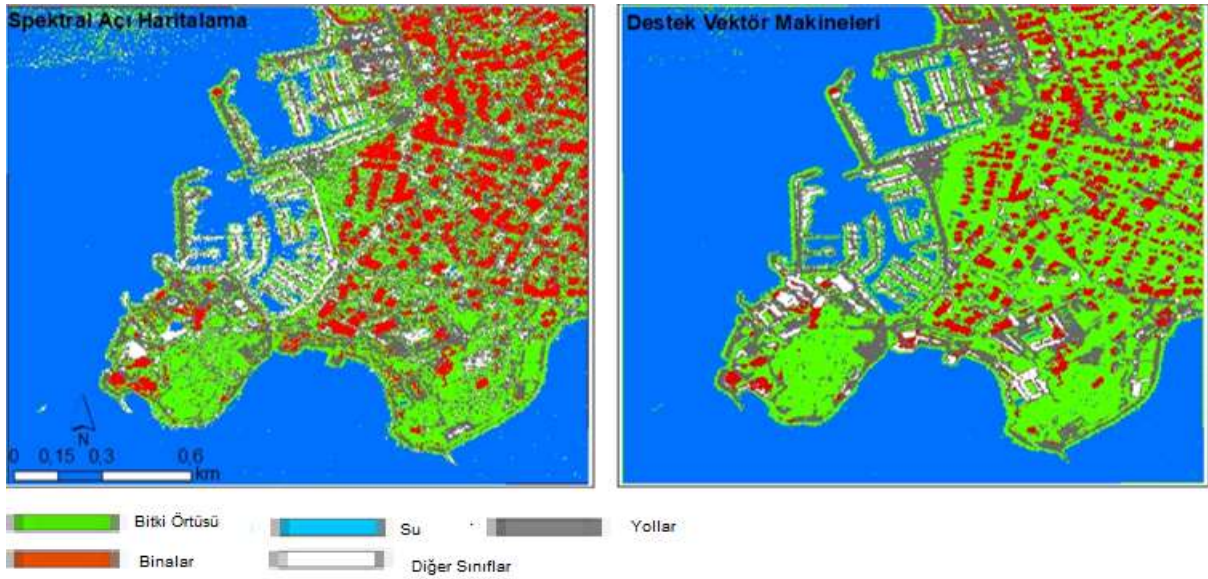 Spektral Açı Haritalama
Destek Vektör Makineleri
N
0 0,15 0,3 0,6
km
Bitki Örtüsü
Su
Yollar
Binalar
Diğer Sınıflar